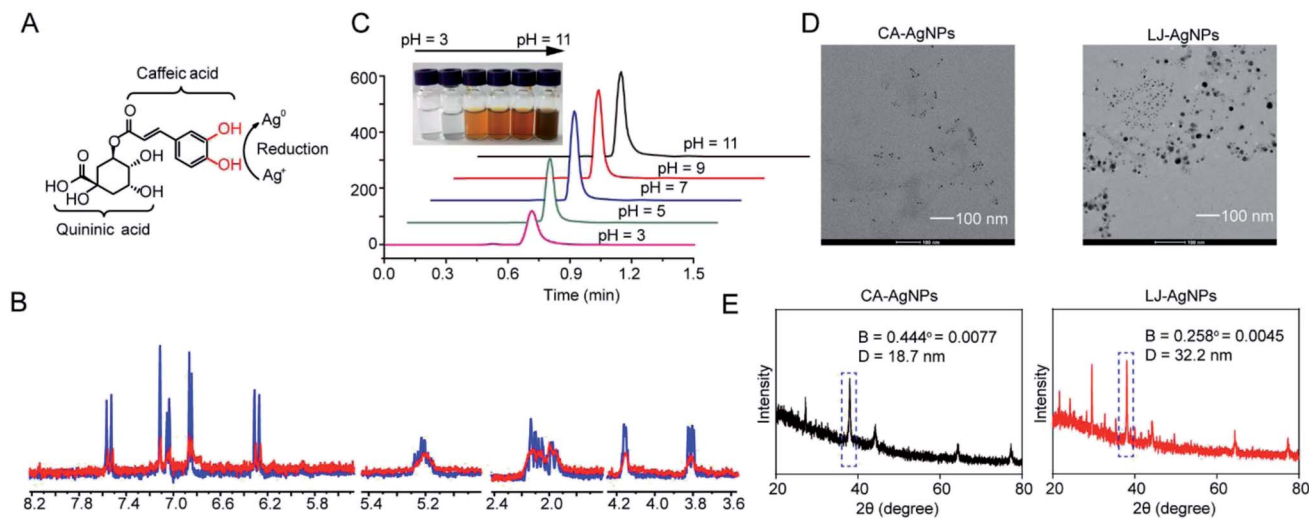 A
Caffeic acid
O
O
OH
OH
Ag⁰
Reduction
Ag⁺
O
HO
HO
OH
OH
Quininic acid
B
8.2 7.8 7.4 7.0 6.6 6.2 5.8
5.4 5.2
2.4 2.0
4.2 4.0 3.8 3.6
C
pH = 3 pH = 11
600
400
200
0
pH = 11
pH = 9
pH = 7
pH = 5
pH = 3
0.0 0.3 0.6 0.9 1.2 1.5
Time (min)
D
CA-AgNPs
100 nm
100 nm
LJ-AgNPs
100 nm
100 nm
E
CA-AgNPs
B = 0.444° = 0.0077
D = 18.7 nm
Intensity
20 40 60 80
2θ (degree)
LJ-AgNPs
B = 0.258° = 0.0045
D = 32.2 nm
Intensity
20 40 60 80
2θ (degree)